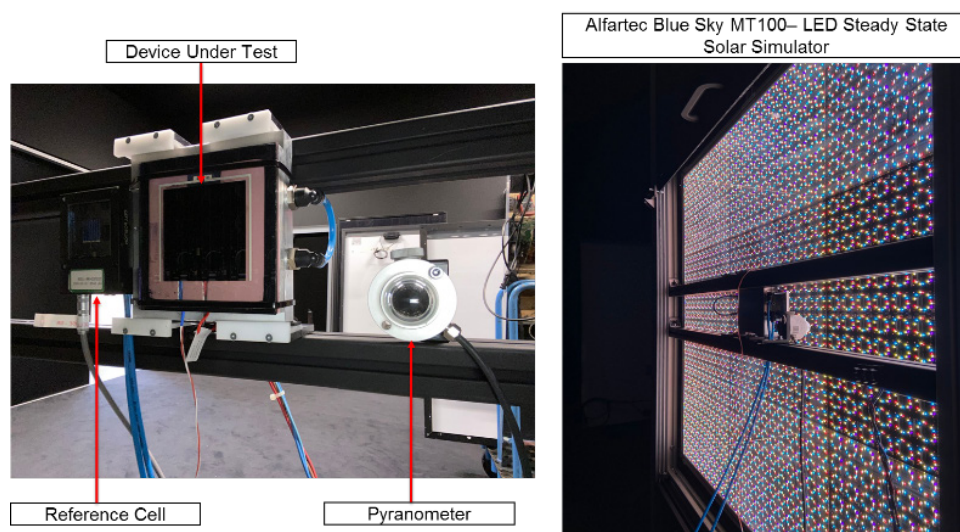 Device Under Test
Alfartec Blue Sky MT100– LED Steady State
Solar Simulator
Reference Cell
Pyranometer